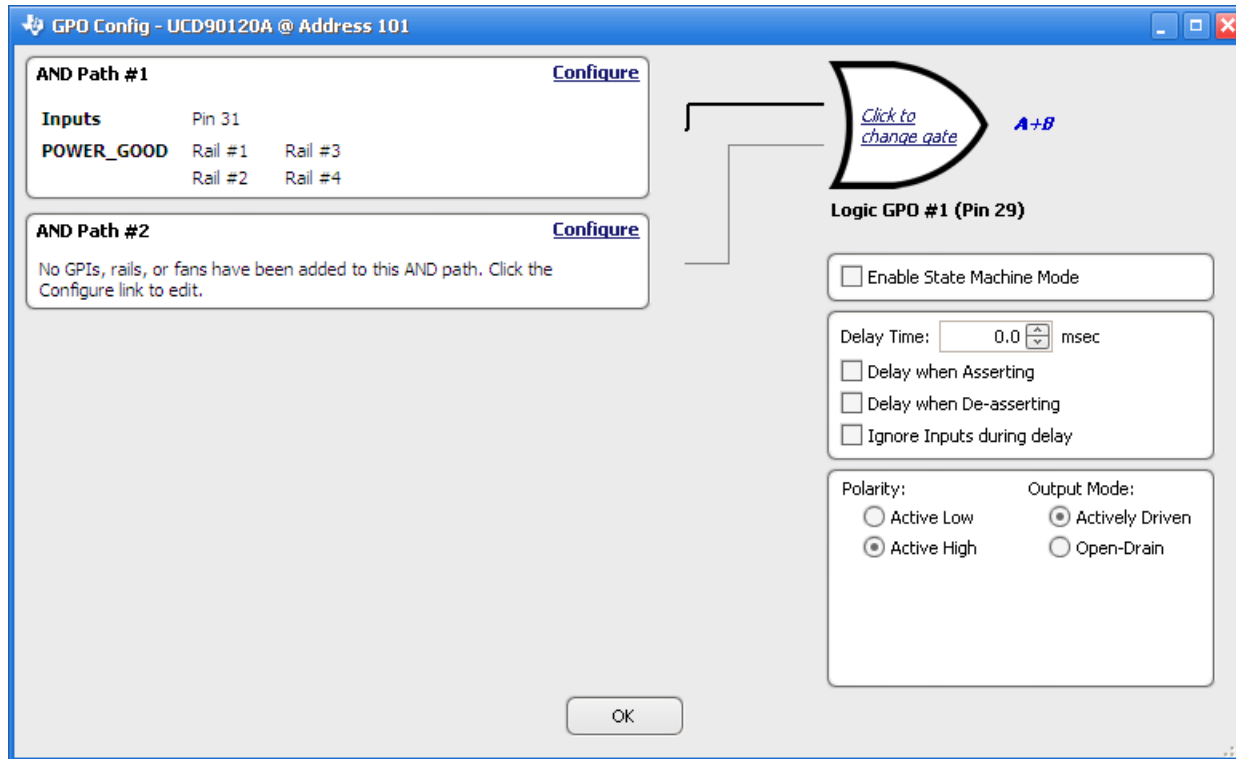 GPO Config - UCD90120A @ Address 101
AND Path #1 Configure
Inputs Pin 31
POWER_GOOD Rail #1 Rail #3
Rail #2 Rail #4
AND Path #2 Configure
No GPIs, rails, or fans have been added to this AND path. Click the
Configure link to edit.
Click to
change gate
A+B
Logic GPO #1 (Pin 29)
Enable State Machine Mode
Delay Time: 0.0 msec
Delay when Asserting
Delay when De-asserting
Ignore Inputs during delay
Polarity: Output Mode:
Active Low Actively Driven
Active High Open-Drain
OK